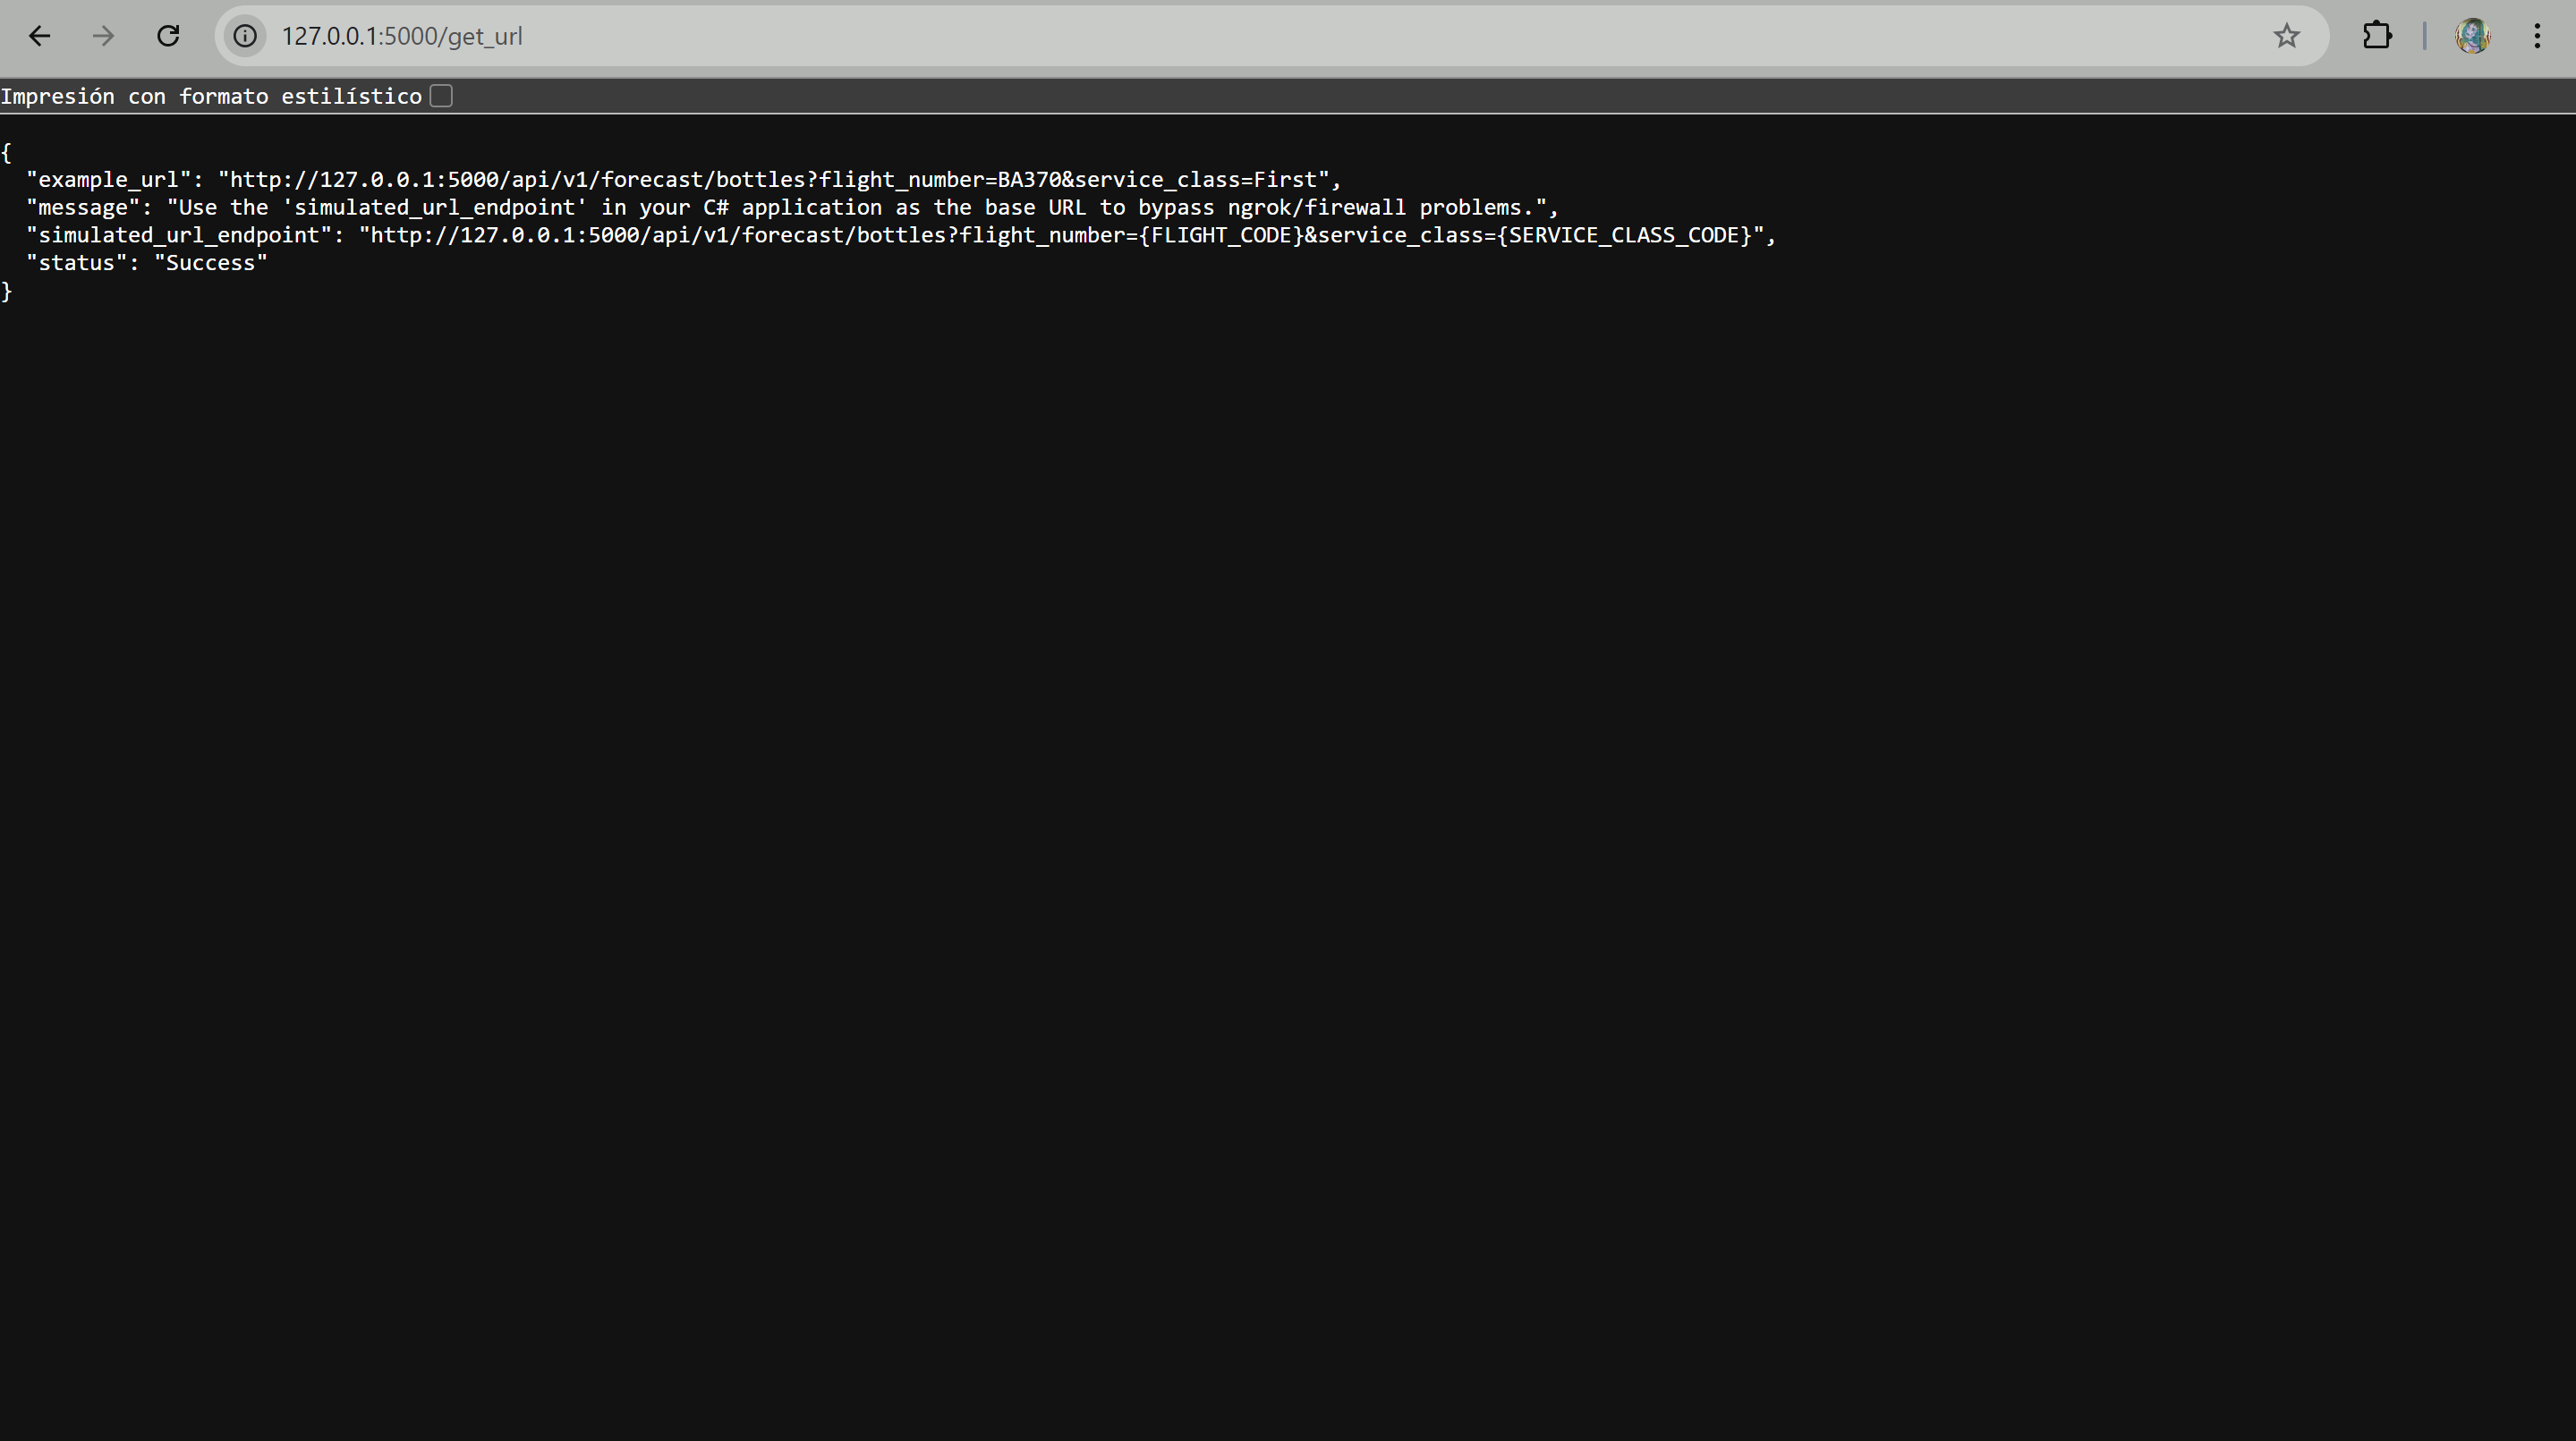 127.0.0.1:5000/get_url
Impresión con formato estilístico
{
  "example_url": "http://127.0.0.1:5000/api/v1/forecast/bottles?flight_number=BA370&service_class=First",
  "message": "Use the 'simulated_url_endpoint' in your C# application as the base URL to bypass ngrok/firewall problems.",
  "simulated_url_endpoint": "http://127.0.0.1:5000/api/v1/forecast/bottles?flight_number={FLIGHT_CODE}&service_class={SERVICE_CLASS_CODE}",
  "status": "Success"
}